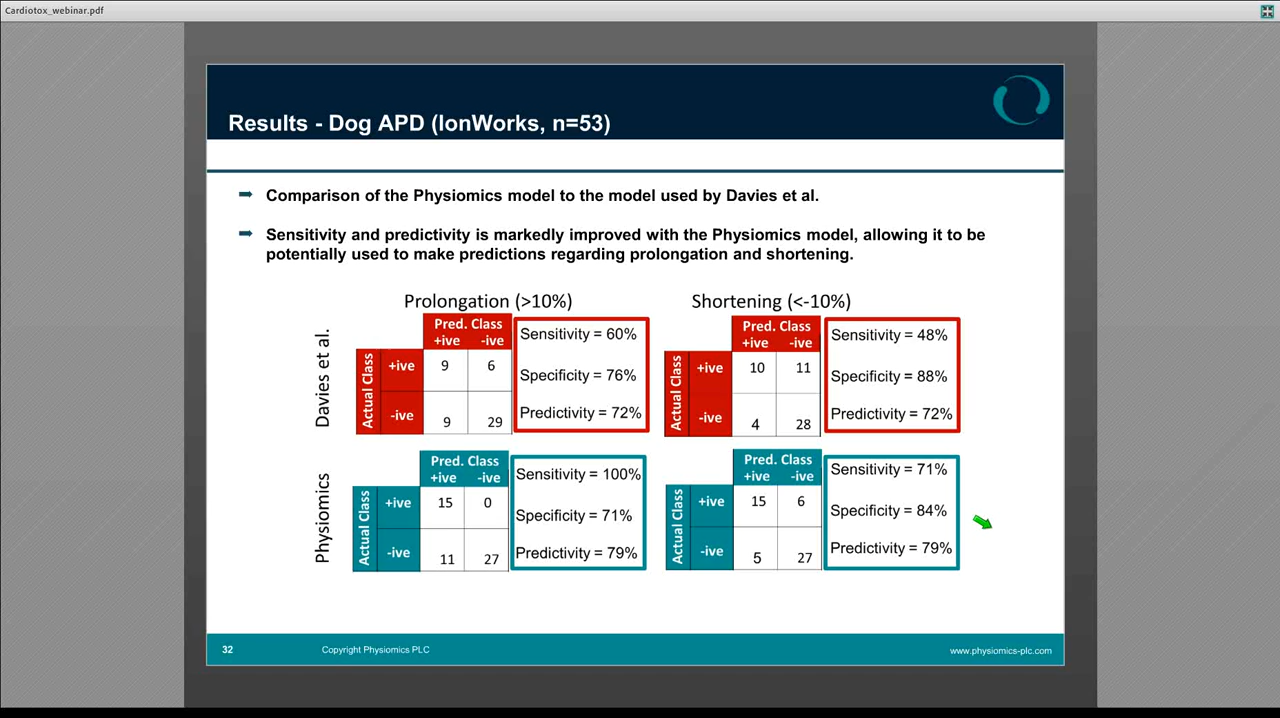 Cardiotox_webinar.pdf
Results - Dog APD (IonWorks, n=53)
Comparison of the Physiomics model to the model used by Davies et al.
Sensitivity and predictivity is markedly improved with the Physiomics model, allowing it to be
potentially used to make predictions regarding prolongation and shortening.
Prolongation (>10%)
Shortening (<-10%)
Davies et al.
Pred. Class
+ive -ive
Actual Class
+ive 9 6
-ive 9 29
Sensitivity = 60%
Specificity = 76%
Predictivity = 72%
Pred. Class
+ive -ive
Actual Class
+ive 10 11
-ive 4 28
Sensitivity = 48%
Specificity = 88%
Predictivity = 72%
Physiomics
Pred. Class
+ive -ive
Actual Class
+ive 15 0
-ive 11 27
Sensitivity = 100%
Specificity = 71%
Predictivity = 79%
Pred. Class
+ive -ive
Actual Class
+ive 15 6
-ive 5 27
Sensitivity = 71%
Specificity = 84%
Predictivity = 79%
32
Copyright Physiomics PLC
www.physiomics-plc.com